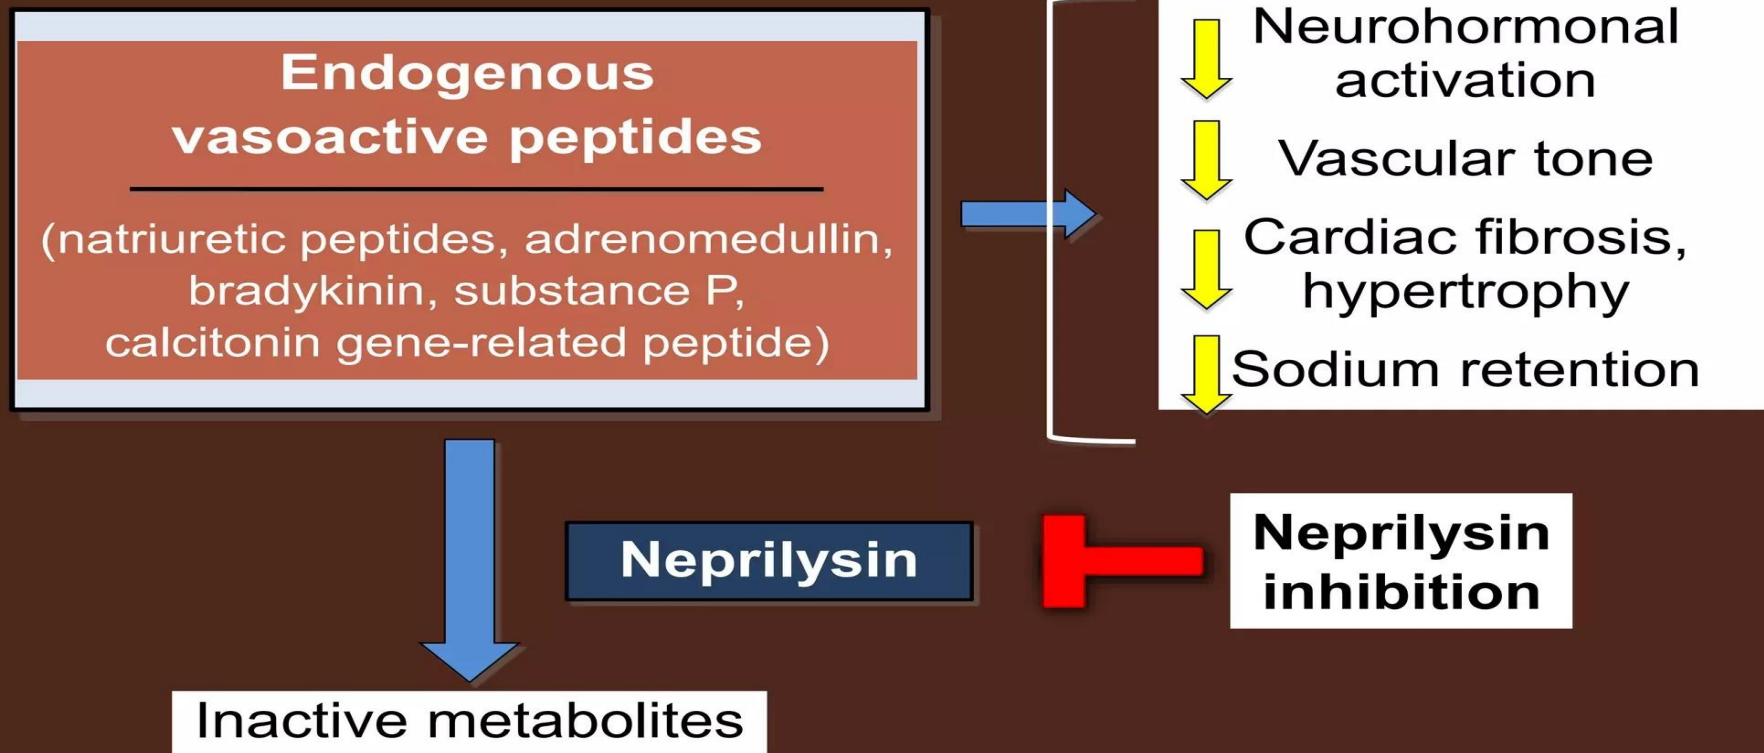 Endogenous
vasoactive peptides
(natriuretic peptides, adrenomedullin,
bradykinin, substance P,
calcitonin gene-related peptide)
Neurohormonal
activation
Vascular tone
Cardiac fibrosis,
hypertrophy
Sodium retention
Neprilysin
Neprilysin
inhibition
Inactive metabolites